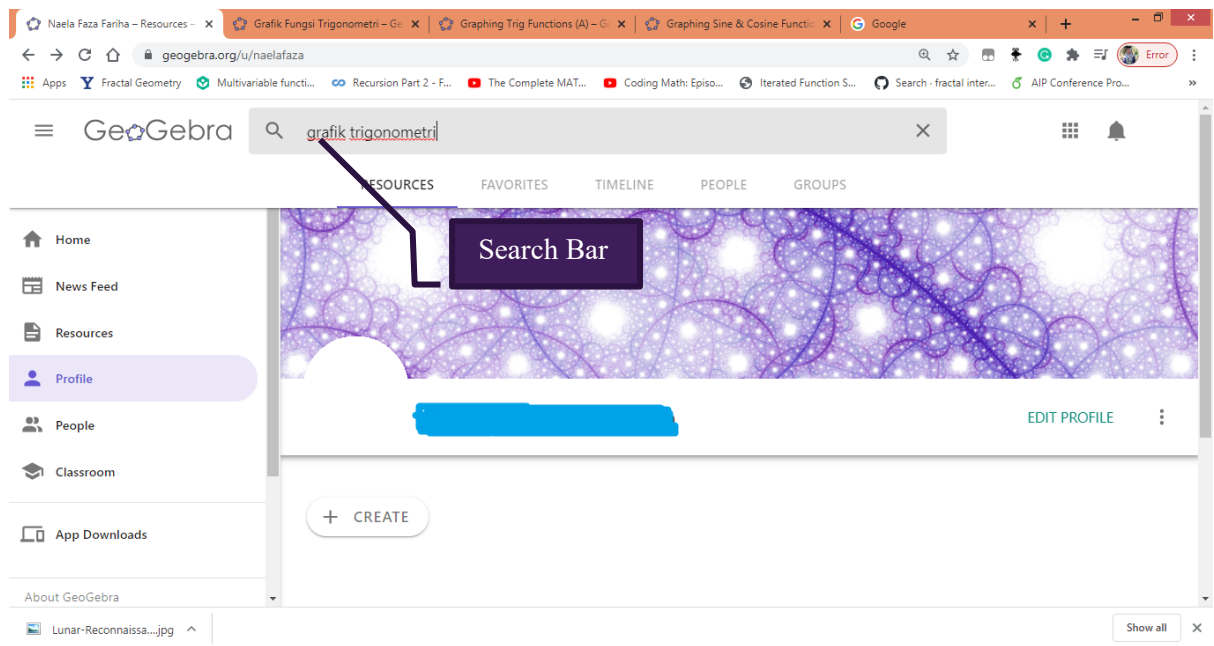 Naela Faza Fariha – Resources –
Grafik Fungsi Trigonometri – Ge
Graphing Trig Functions (A) – G
Graphing Sine & Cosine Functio
Google
geogebra.org/u/naelafaza
Error
Apps
Fractal Geometry
Multivariable functi...
Recursion Part 2 - F...
The Complete MAT...
Coding Math: Episo...
Iterated Function S...
Search · fractal inter...
AIP Conference Pro...
»
GeoGebra
grafik trigonometri
RESOURCES
FAVORITES
TIMELINE
PEOPLE
GROUPS
Search Bar
Home
News Feed
Resources
Profile
People
Classroom
App Downloads
About GeoGebra
EDIT PROFILE
+ CREATE
Lunar-Reconnaissa....jpg
Show all